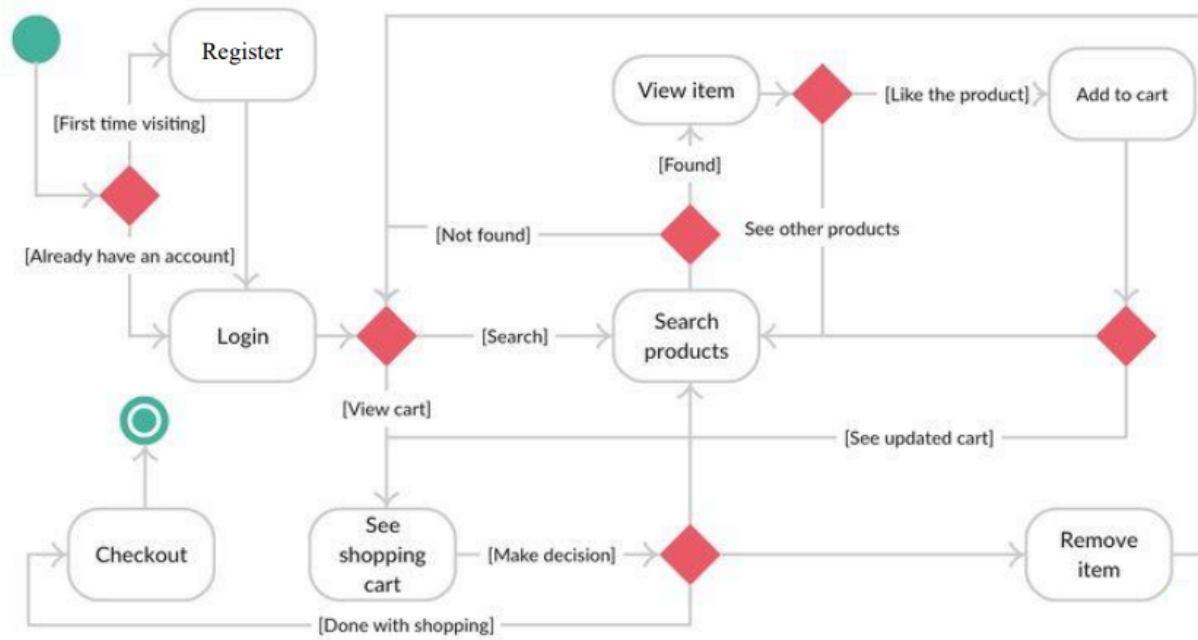 Register
View item
[Like the product]
Add to cart
[First time visiting]
[Found]
[Not found]
See other products
[Already have an account]
Login
[Search]
Search
products
[View cart]
[See updated cart]
Checkout
See
shopping
cart
[Make decision]
Remove
item
[Done with shopping]